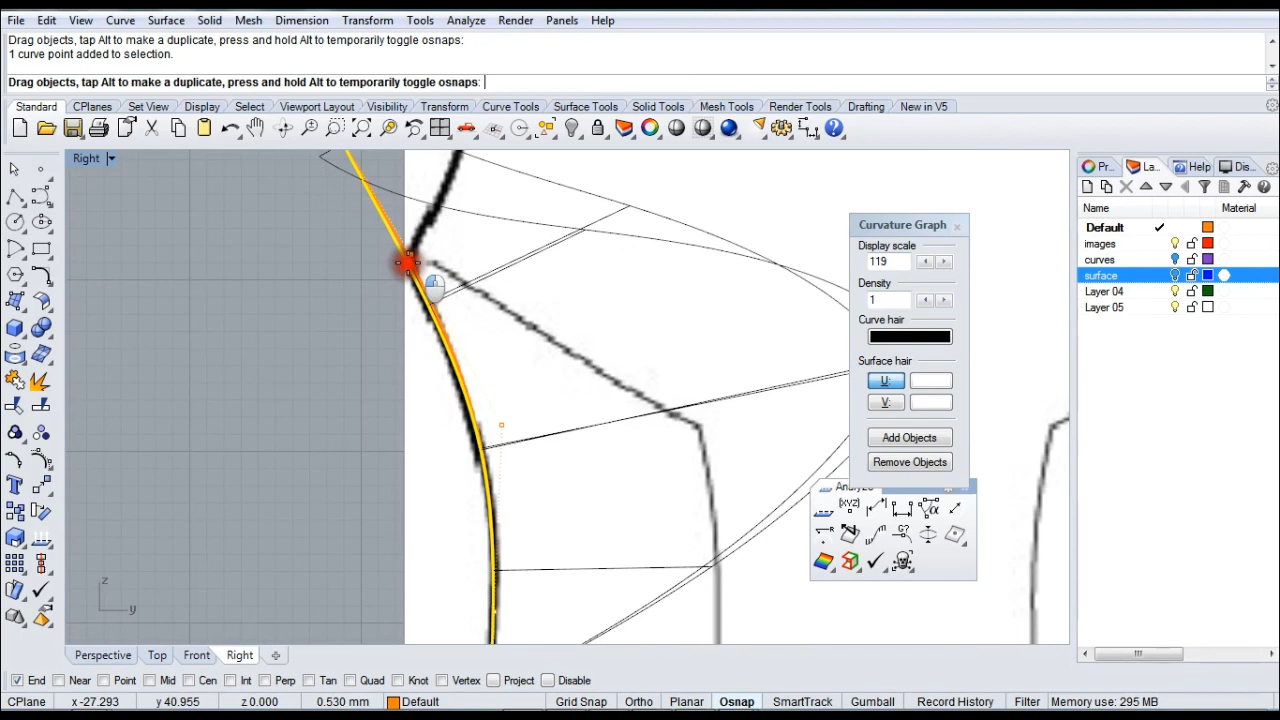 File Edit View Curve Surface Solid Mesh Dimension Transform Tools Analyze Render Panels Help
Drag objects, tap Alt to make a duplicate, press and hold Alt to temporarily toggle osnaps:
1 curve point added to selection.
Drag objects, tap Alt to make a duplicate, press and hold Alt to temporarily toggle osnaps:
Standard CPlanes Set View Display Select Viewport Layout Visibility Transform Curve Tools Surface Tools Solid Tools Mesh Tools Render Tools Drafting New in V5
Right
Pr... La... Help Dis...
Name Material
Default
images
curves
surface
Layer 04
Layer 05
Curvature Graph
Display scale
119
Density
1
Curve hair
Surface hair
U:
V:
Add Objects
Remove Objects
z
y
Perspective Top Front Right
End Near Point Mid Cen Int Perp Tan Quad Knot Vertex Project Disable
CPlane x -27.293 y 40.955 z 0.000 0.530 mm Default Grid Snap Ortho Planar Osnap SmartTrack Gumball Record History Filter Memory use: 295 MB